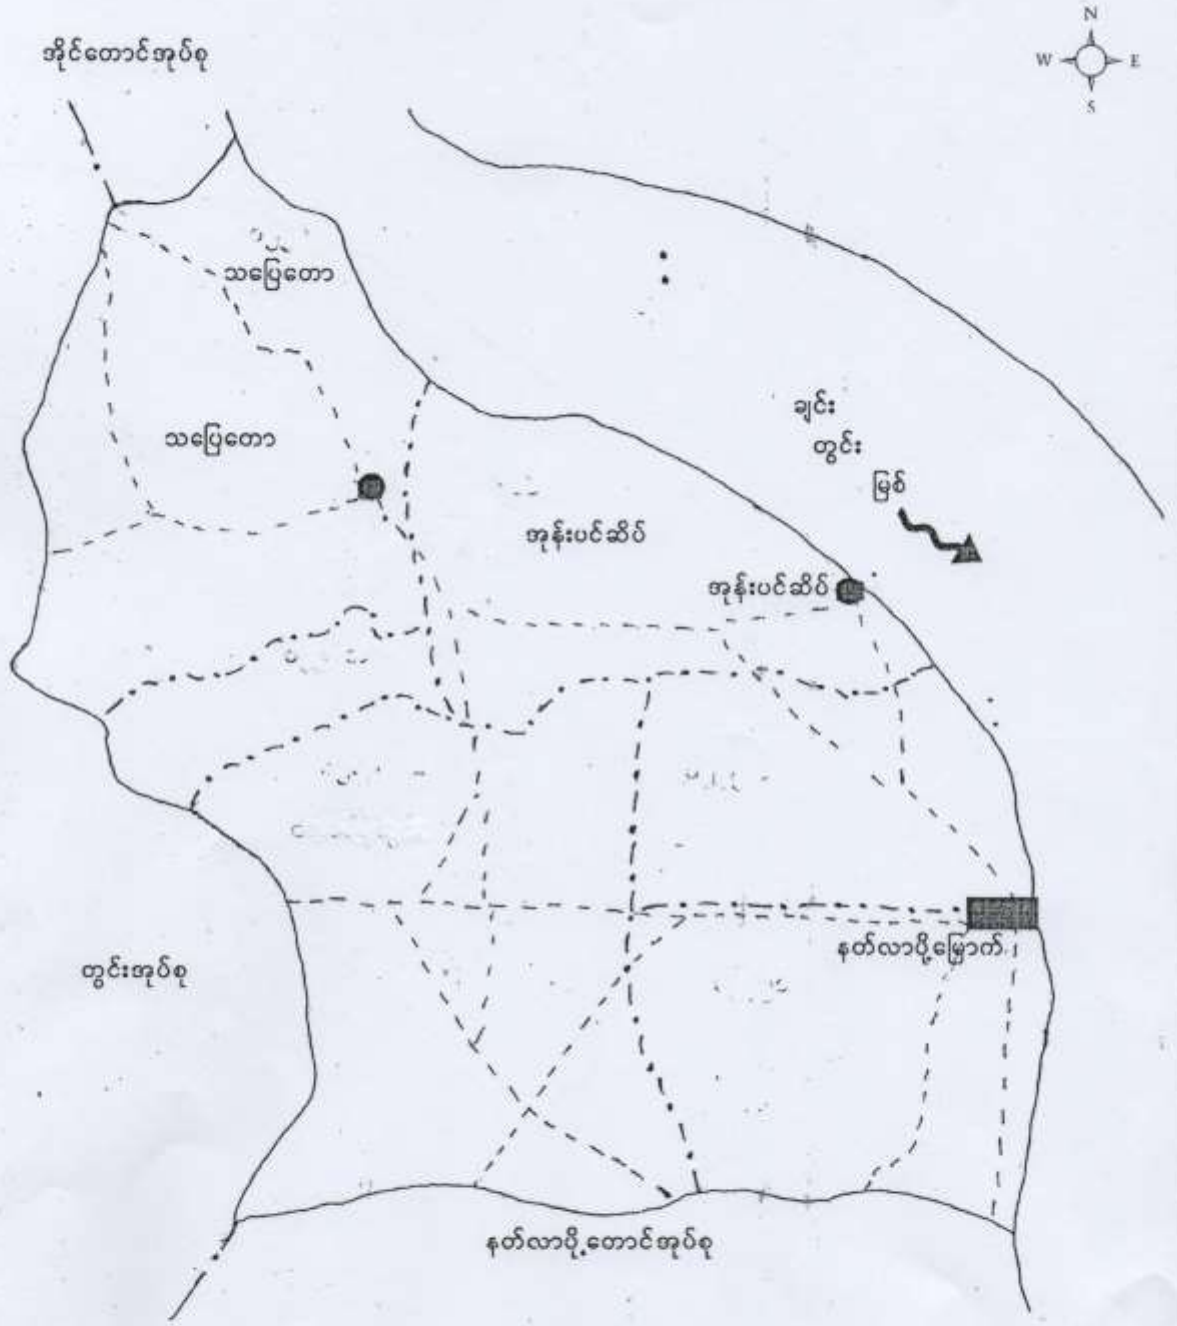 N
အိုင်တောင်အုပ်စု
W E
S
သပြေတော
သပြေတော
ချင်း
တွင်း
မြစ်
အုန်းပင်ဆိပ်
အုန်းပင်ဆိပ်
နတ်လာပို့မြောက်
တွင်းအုပ်စု
နတ်လာပို့တောင်အုပ်စု